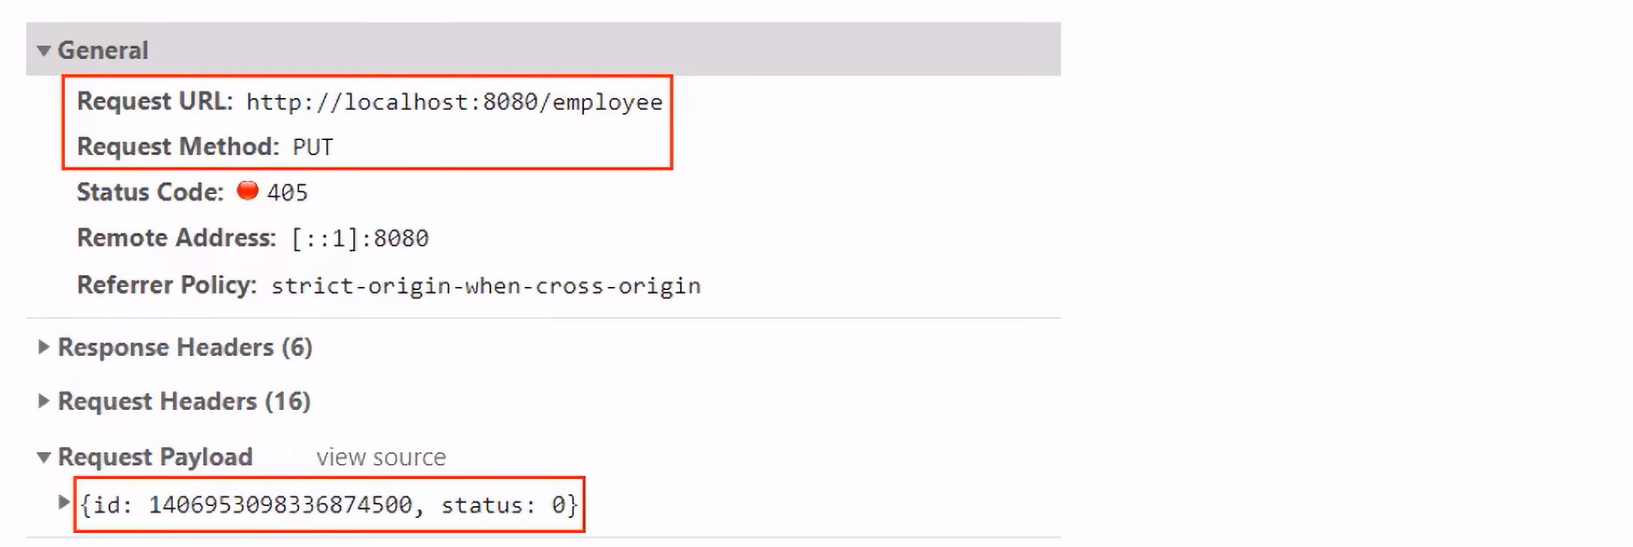 General
Request URL: http://localhost:8080/employee
Request Method: PUT
Status Code: 405
Remote Address: [::1]:8080
Referrer Policy: strict-origin-when-cross-origin
Response Headers (6)
Request Headers (16)
Request Payload view source
{id: 1406953098336874500, status: 0}